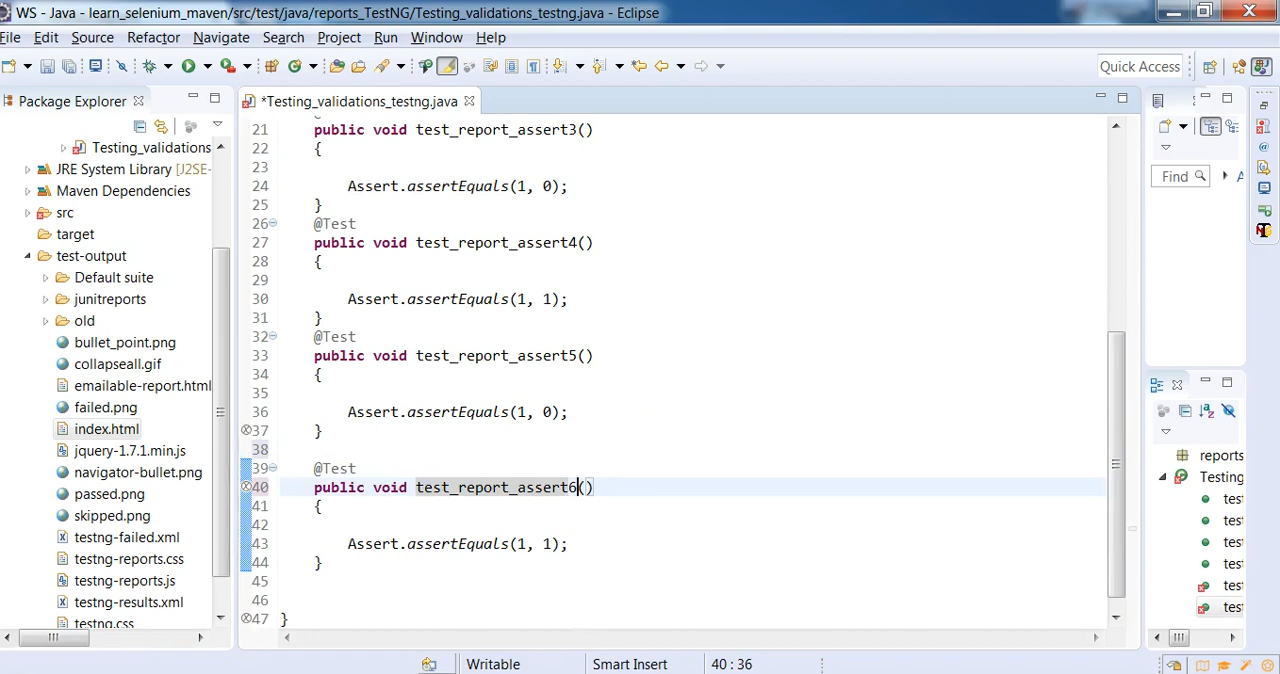 WS - Java - learn_selenium_maven/src/test/java/reports_TestNG/Testing_validations_testng.java - Eclipse
File Edit Source Refactor Navigate Search Project Run Window Help
Quick Access
Package Explorer
*Testing_validations_testng.java
Testing_validations
JRE System Library [J2SE-
Maven Dependencies
src
target
test-output
Default suite
junitreports
old
bullet_point.png
collapseall.gif
emailable-report.html
failed.png
index.html
jquery-1.7.1.min.js
navigator-bullet.png
passed.png
skipped.png
testng-failed.xml
testng-reports.css
testng-reports.js
testng-results.xml
testng.css
21 public void test_report_assert3()
22 {
23
24 Assert.assertEquals(1, 0);
25 }
26 @Test
27 public void test_report_assert4()
28 {
29
30 Assert.assertEquals(1, 1);
31 }
32 @Test
33 public void test_report_assert5()
34 {
35
36 Assert.assertEquals(1, 0);
37 }
38
39 @Test
40 public void test_report_assert6()
41 {
42
43 Assert.assertEquals(1, 1);
44 }
45
46
47 }
Find
A
reports
Testing
test
test
test
test
test
test
Writable Smart Insert 40 : 36